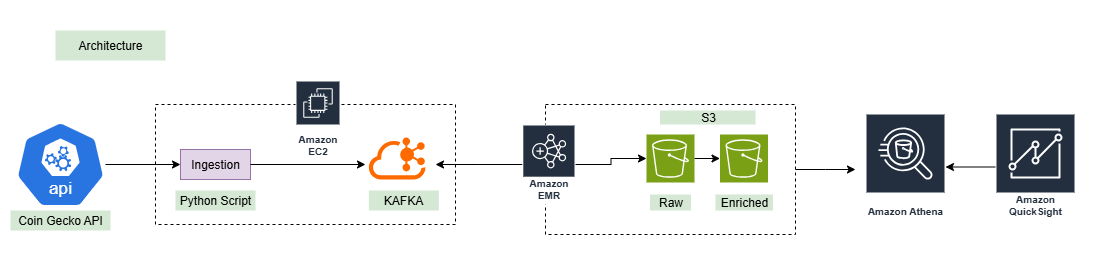 Architecture
Amazon
EC2
S3
Ingestion
api
Amazon
EMR
Python Script
KAFKA
Raw
Enriched
Coin Gecko API
Amazon Athena
Amazon
QuickSight